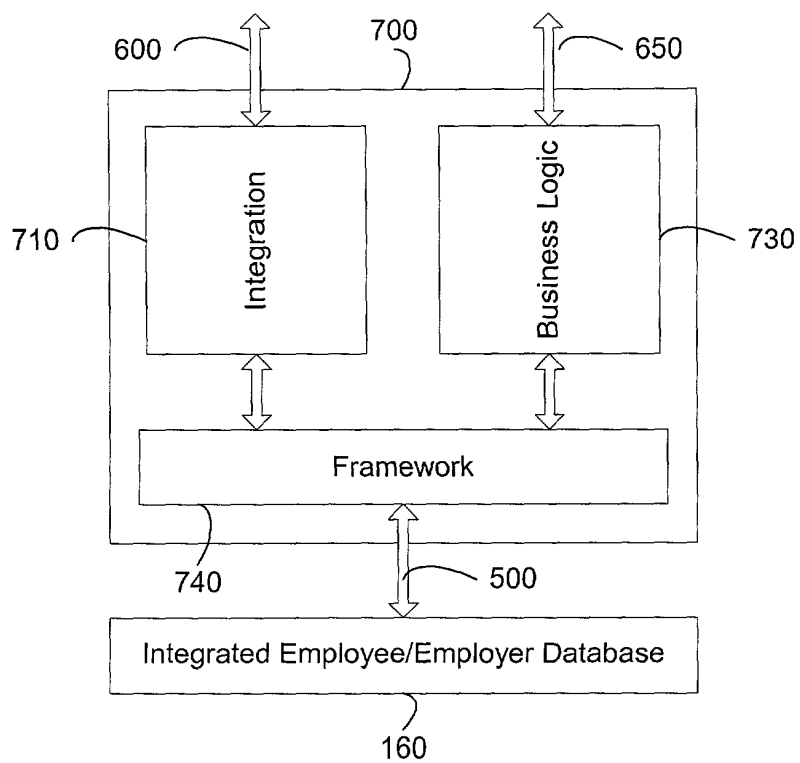 600
700
650
710
Integration
Business Logic
730
Framework
740
500
Integrated Employee/Employer Database
160